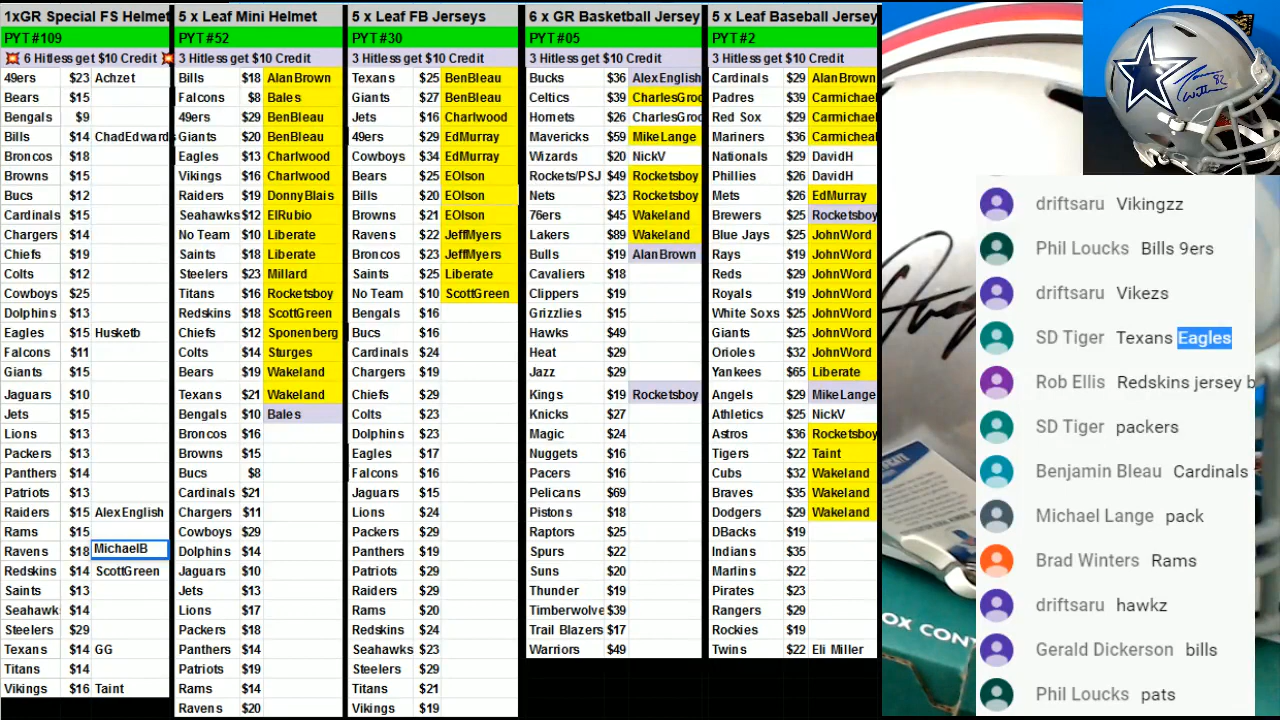 1xGR Special FS Helmet
PYT#109
💥 6 Hitless get $10 Credit 💥
49ers $23 Achzet
Bears $15
Bengals $9
Bills $14 ChadEdwards
Broncos $18
Browns $15
Bucs $12
Cardinals $15
Chargers $14
Chiefs $19
Colts $12
Cowboys $25
Dolphins $13
Eagles $15 Husketb
Falcons $11
Giants $15
Jaguars $10
Jets $15
Lions $13
Packers $13
Panthers $14
Patriots $13
Raiders $15 AlexEnglish
Rams $15
Ravens $18 MichaelB
Redskins $14 ScottGreen
Saints $13
Seahawk $14
Steelers $29
Texans $14 GG
Titans $14
Vikings $16 Taint
5 x Leaf Mini Helmet
PYT#52
3 Hitless get $10 Credit
Bills $18 AlanBrown
Falcons $8 Bales
49ers $29 BenBleau
Giants $20 BenBleau
Eagles $13 Charlwood
Vikings $16 Charlwood
Raiders $19 DonnyBlais
Seahawks $12 ElRubio
No Team $10 Liberate
Saints $18 Liberate
Steelers $23 Millard
Titans $16 Rocketsboy
Redskins $18 ScottGreen
Chiefs $12 Sponenberg
Colts $14 Sturges
Bears $19 Wakeland
Texans $21 Wakeland
Bengals $10 Bales
Broncos $16
Browns $15
Bucs $8
Cardinals $21
Chargers $11
Cowboys $29
Dolphins $14
Jaguars $10
Jets $13
Lions $17
Packers $18
Panthers $14
Patriots $19
Rams $14
Ravens $20
5 x Leaf FB Jerseys
PYT#30
3 Hitless get $10 Credit
Texans $25 BenBleau
Giants $27 BenBleau
Jets $16 Charlwood
49ers $29 EdMurray
Cowboys $34 EdMurray
Bears $25 EOlson
Bills $20 EOlson
Browns $21 EOlson
Ravens $22 JeffMyers
Broncos $23 JeffMyers
Saints $25 Liberate
No Team $10 ScottGreen
Bengals $16
Bucs $16
Cardinals $24
Chargers $19
Chiefs $29
Colts $23
Dolphins $23
Eagles $17
Falcons $16
Jaguars $15
Lions $24
Packers $29
Panthers $19
Patriots $29
Raiders $29
Rams $20
Redskins $24
Seahawks $23
Steelers $29
Titans $21
Vikings $19
6 x GR Basketball Jersey
PYT#05
3 Hitless get $10 Credit
Bucks $36 AlexEnglish
Celtics $39 CharlesGroo
Hornets $26 CharlesGroo
Mavericks $59 MikeLange
Wizards $20 NickV
Rockets/PSJ $49 Rocketsboy
Nets $23 Rocketsboy
76ers $45 Wakeland
Lakers $89 Wakeland
Bulls $19 AlanBrown
Cavaliers $18
Clippers $19
Grizzlies $15
Hawks $49
Heat $29
Jazz $29
Kings $19 Rocketsboy
Knicks $27
Magic $24
Nuggets $16
Pacers $16
Pelicans $69
Pistons $18
Raptors $25
Spurs $22
Suns $20
Thunder $19
Timberwolve $39
Trail Blazers $17
Warriors $49
5 x Leaf Baseball Jersey
PYT#2
3 Hitless get $10 Credit
Cardinals $29 AlanBrown
Padres $39 Carmichael
Red Sox $29 Carmichael
Mariners $36 Carmicheal
Nationals $29 DavidH
Phillies $26 DavidH
Mets $26 EdMurray
Brewers $25 Rocketsboy
Blue Jays $25 JohnWord
Rays $19 JohnWord
Reds $29 JohnWord
Royals $19 JohnWord
White Soxs $25 JohnWord
Giants $25 JohnWord
Orioles $32 JohnWord
Yankees $65 Liberate
Angels $29 MikeLange
Athletics $25 NickV
Astros $36 Rocketsboy
Tigers $22 Taint
Cubs $32 Wakeland
Braves $35 Wakeland
Dodgers $29 Wakeland
DBacks $19
Indians $35
Marlins $22
Pirates $23
Rangers $29
Rockies $19
Twins $22 Eli Miller
driftsaru Vikingzz
Phil Loucks Bills 9ers
driftsaru Vikezs
SD Tiger Texans Eagles
Rob Ellis Redskins jersey b
SD Tiger packers
Benjamin Bleau Cardinals
Michael Lange pack
Brad Winters Rams
driftsaru hawkz
Gerald Dickerson bills
Phil Loucks pats
OX CONT